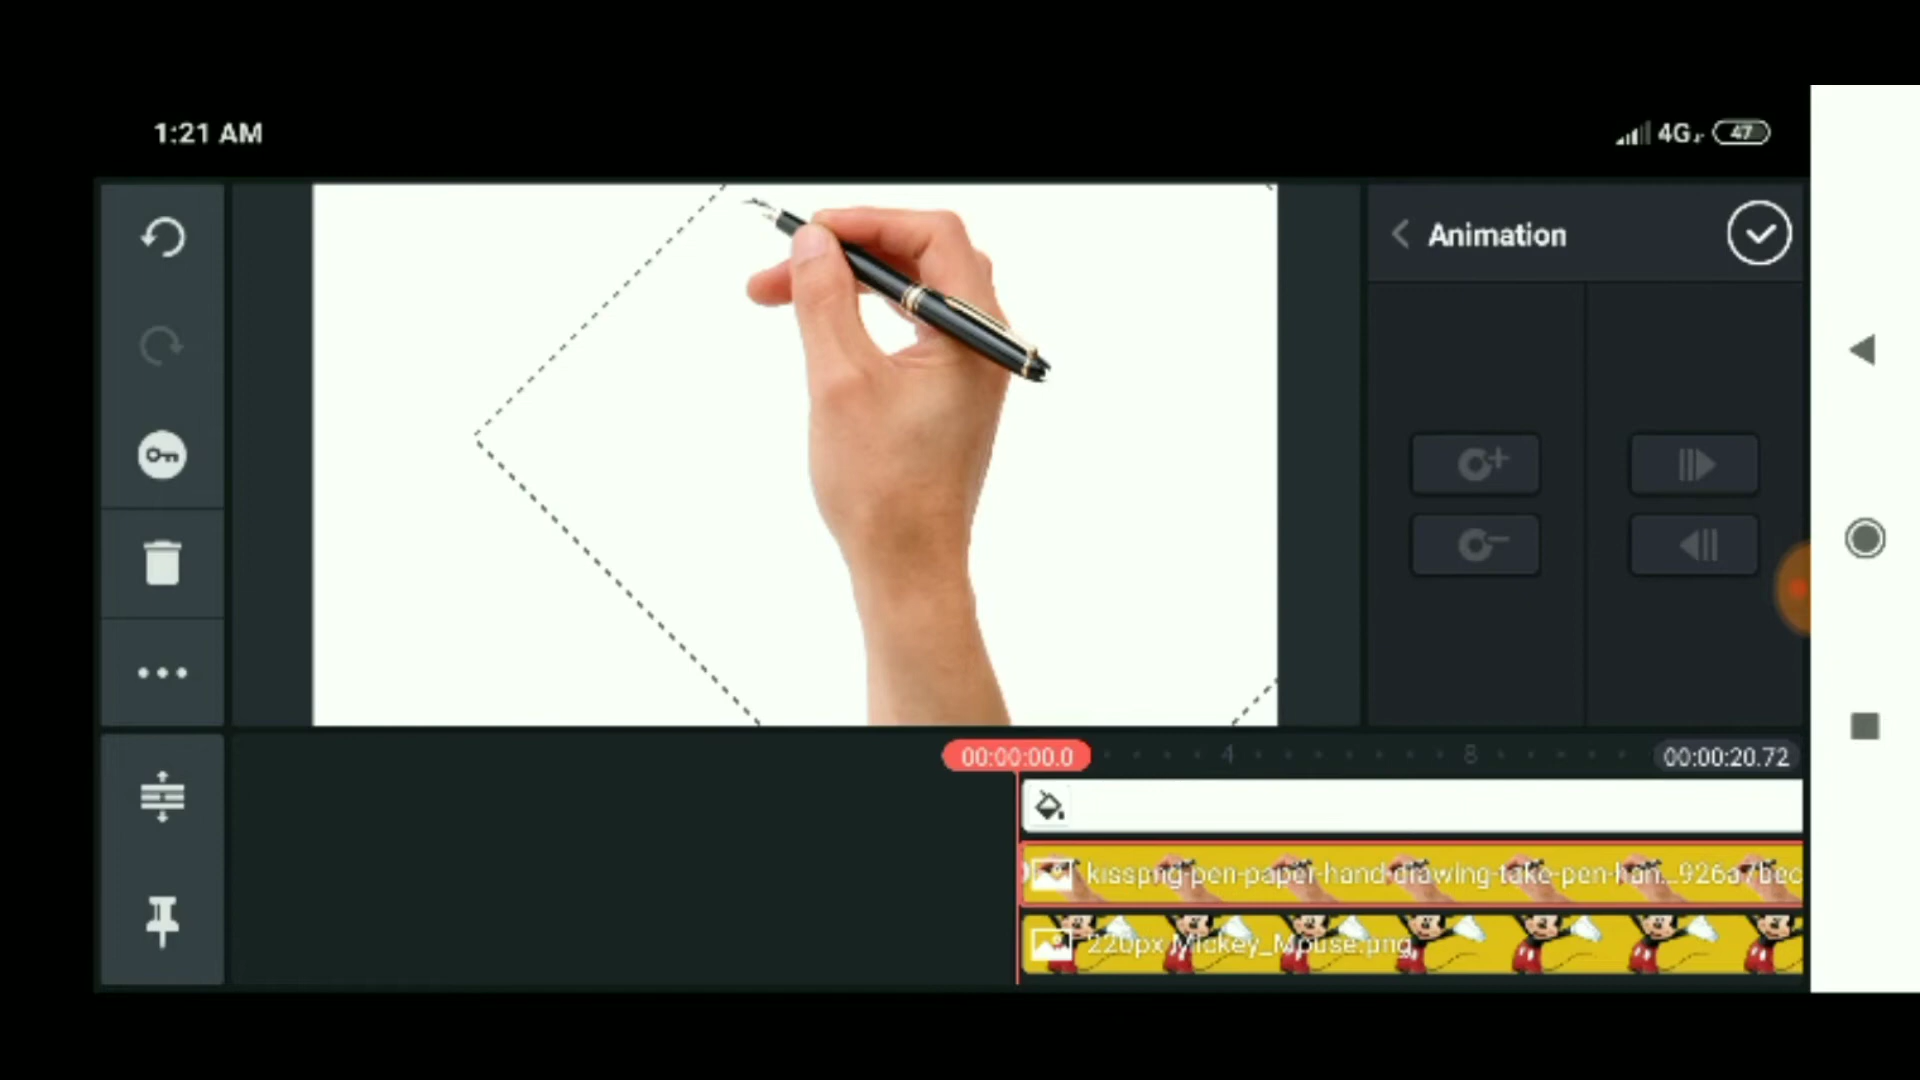 1:21 AM
4G
47
Animation
00:00:00.0
4
8
00:00:20.72
kisspng-pen-paper-hand-drawing-take-pen-han...926a7bec
220px Mickey_Mouse.png